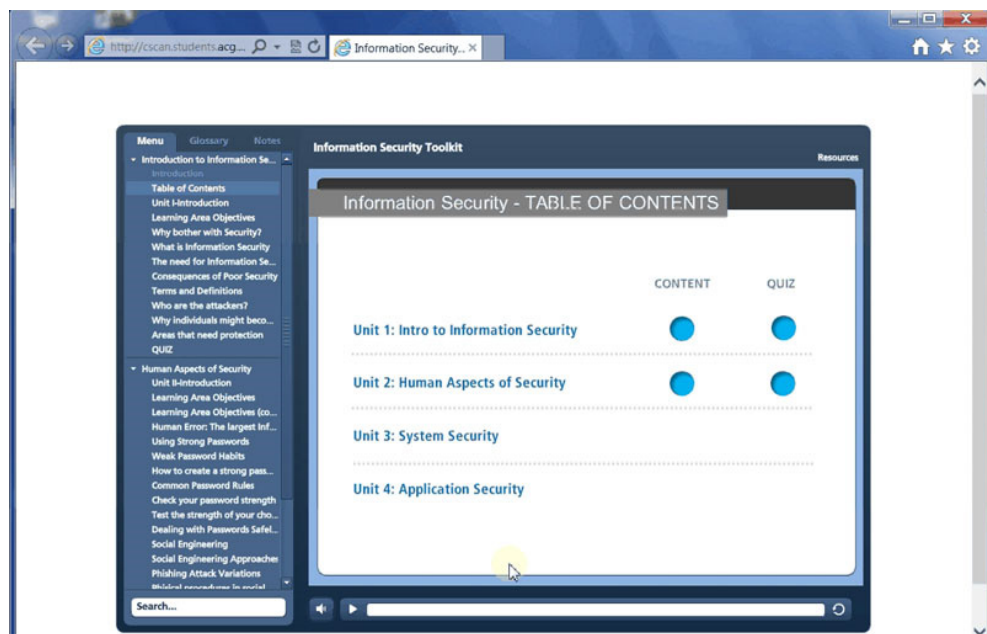 http://cscan.students.acg...
Information Security...
Menu Glossary Notes
Information Security Toolkit
Resources
Introduction to Information Se...
Introduction
Table of Contents
Unit I-Introduction
Learning Area Objectives
Why bother with Security?
What is Information Security
The need for Information Se...
Consequences of Poor Security
Terms and Definitions
Who are the attackers?
Why individuals might beco...
Areas that need protection
QUIZ
Human Aspects of Security
Unit II-Introduction
Learning Area Objectives
Learning Area Objectives (co...
Human Error: The largest Inf...
Using Strong Passwords
Weak Password Habits
How to create a strong pass...
Common Password Rules
Check your password strength
Test the strength of your cho...
Dealing with Passwords Safel...
Social Engineering
Social Engineering Approaches
Phishing Attack Variations
Phisical procedures in social
Search...
Information Security - TABLE OF CONTENTS
CONTENT QUIZ
Unit 1: Intro to Information Security
Unit 2: Human Aspects of Security
Unit 3: System Security
Unit 4: Application Security